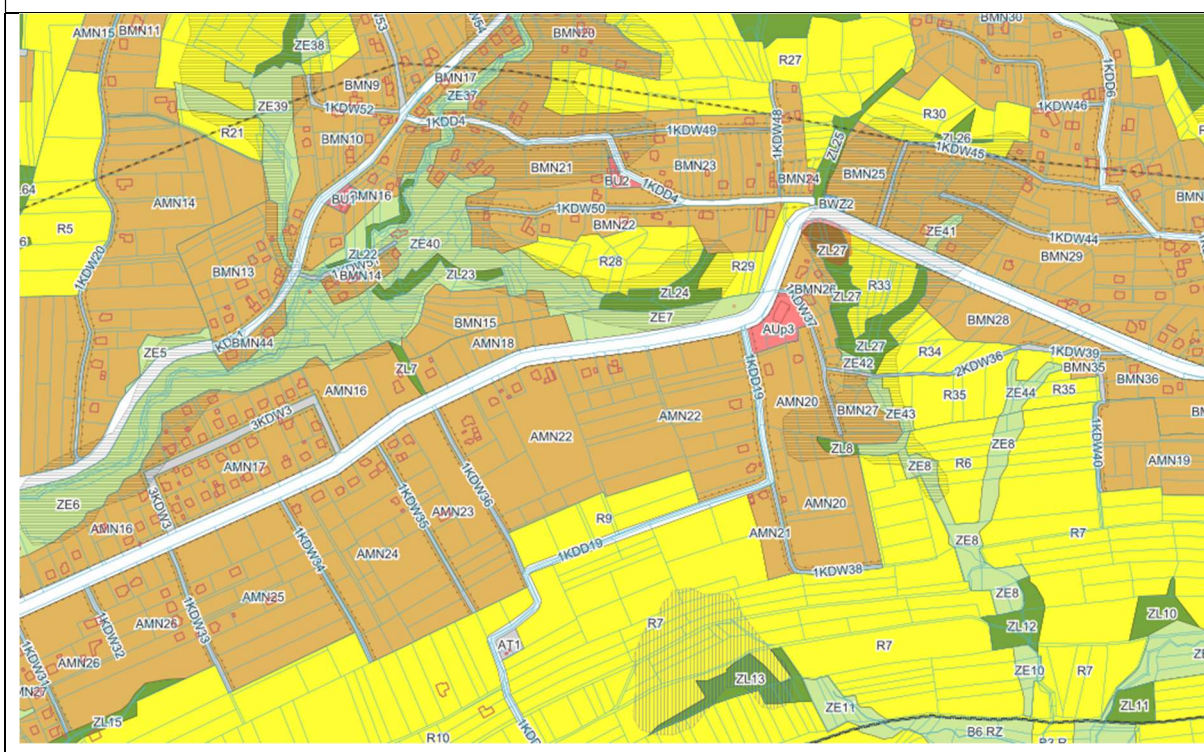 AMN15
BMN11
ZE38
BMN20
BMN30
BMN9
BMN17
ZE37
R27
1KDD6
ZE39
1KDW52
R21
1KDD4
BMN10
1KDW49
1KDW48
ZL25
R30
1KDW46
ZL26
1KDW45
BMN21
BMN23
BMN24
BMN25
BU2
1KDD4
BMN16
AMN14
R5
1KDW50
BMN22
BWZ2
ZE41
ZE40
ZL22
1KDW44
BMN29
1KDW20
BMN13
BMN14
ZL23
R28
R29
ZL27
R33
ZL24
BMN26
1KDW37
ZL27
ZE7
BMN15
AUp3
BMN28
AMN18
BMN44
ZE5
ZL27
R34
1KDW39
ZE42
2KDW36
BMN35
BMN36
ZL7
AMN16
1KDD19
R35
ZE44
R35
AMN20
3KDW3
BMN27
ZE43
AMN22
AMN22
ZL8
ZE8
1KDW40
AMN17
AMN19
ZE8
R6
3KDW3
1KDW36
ZE6
AMN16
1KDW35
AMN23
R9
AMN20
AMN21
R7
ZE8
1KDW34
AMN24
1KDD19
1KDW38
ZE8
AMN25
R7
ZL10
ZL12
AMN26
1KDW32
1KDW33
AT1
R7
AMN26
1KDW31
ZE10
R7
ZL13
ZL11
ZE11
ZL15
R10
B6 RZ